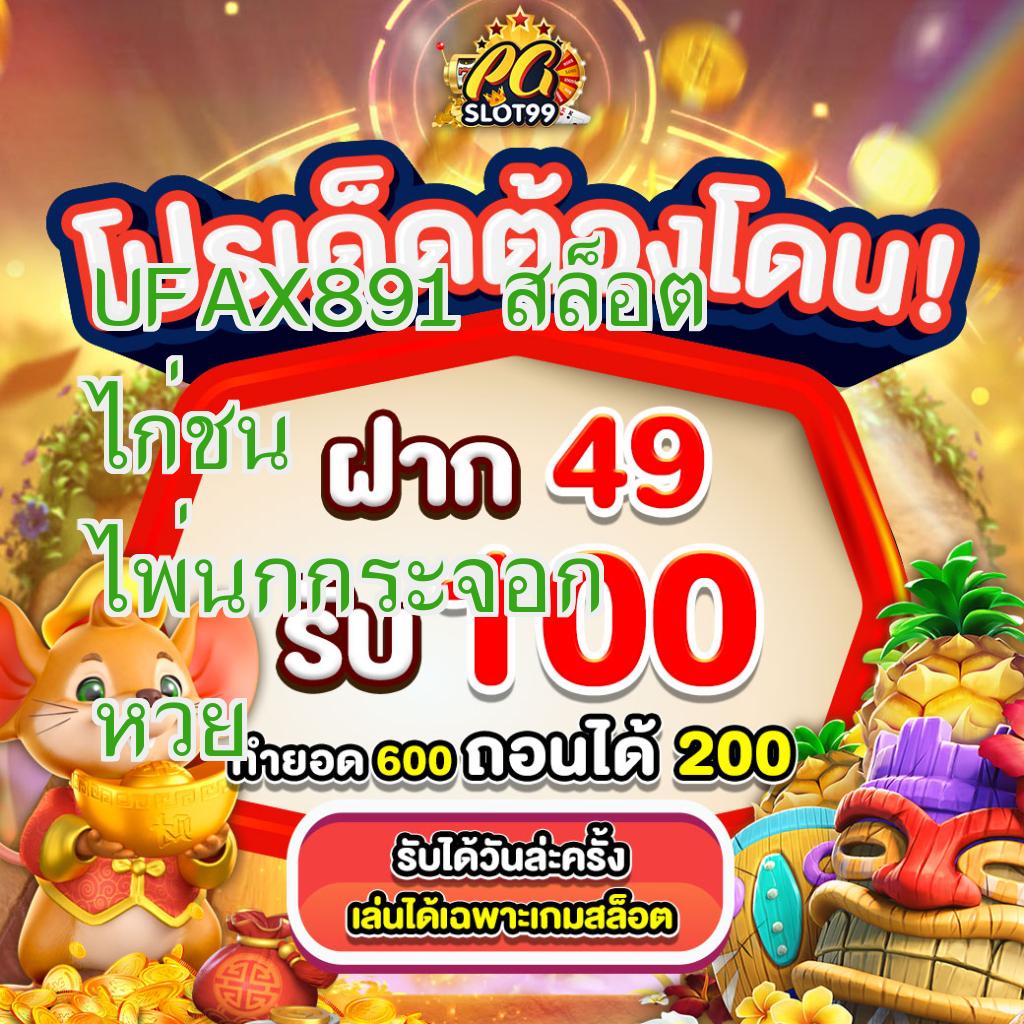 PG
SLOT99
โปรเด็ดต้องโดน!
UFAX891 สล็อต
ไก่ชน
ฝาก 49
ไพ่นกกระจอก
รับ 100
หวย
ทำยอด 600 ถอนได้ 200
รับได้วันล่ะครั้ง
เล่นได้เฉพาะเกมสล็อต